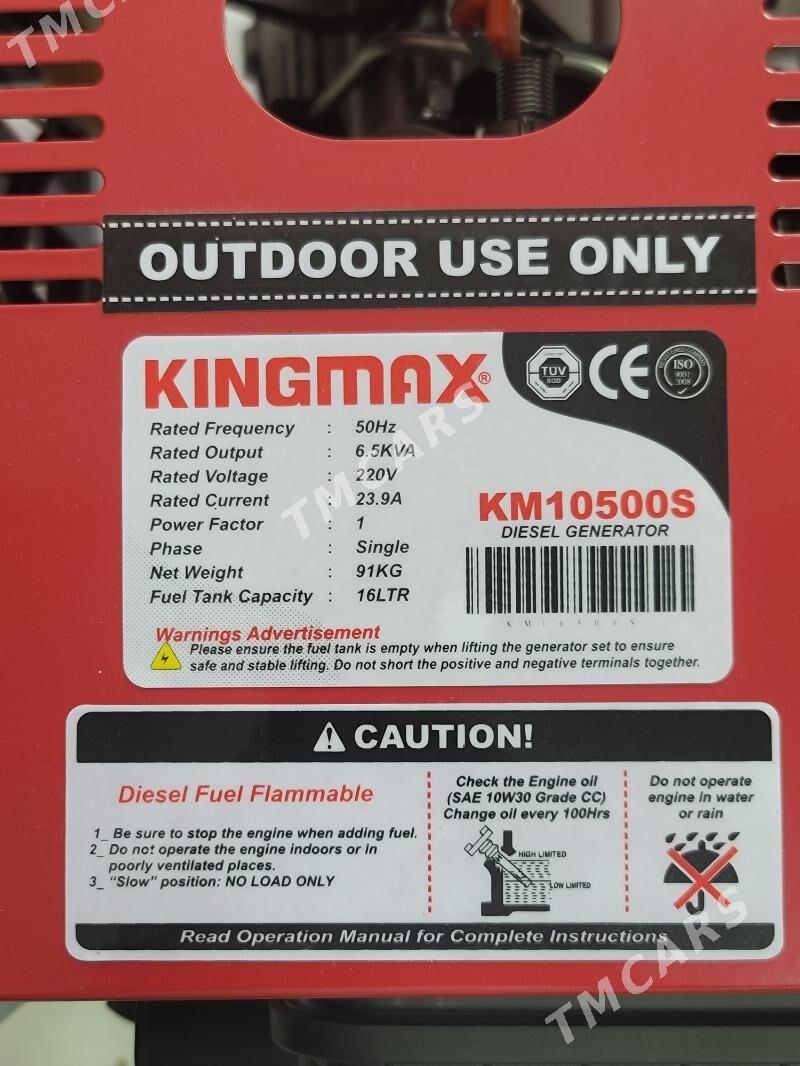 TMCARS
OUTDOOR USE ONLY
KINGMAX®
TÜV
SÜD
CE
ISO
9001:
2008
Rated Frequency : 50Hz
Rated Output : 6.5KVA
Rated Voltage : 220V
Rated Current : 23.9A
Power Factor : 1
Phase : Single
Net Weight : 91KG
Fuel Tank Capacity : 16LTR
TMCARS
KM10500S
DIESEL GENERATOR
KM10500S
Warnings Advertisement
Please ensure the fuel tank is empty when lifting the generator set to ensure
safe and stable lifting. Do not short the positive and negative terminals together.
CAUTION!
Diesel Fuel Flammable
1_ Be sure to stop the engine when adding fuel.
2_ Do not operate the engine indoors or in
poorly ventilated places.
3_ “Slow” position: NO LOAD ONLY
Check the Engine oil
(SAE 10W30 Grade CC)
Change oil every 100Hrs
HIGH LIMITED
LOW LIMITED
Do not operate
engine in water
or rain
Read Operation Manual for Complete Instructions
TMCARS